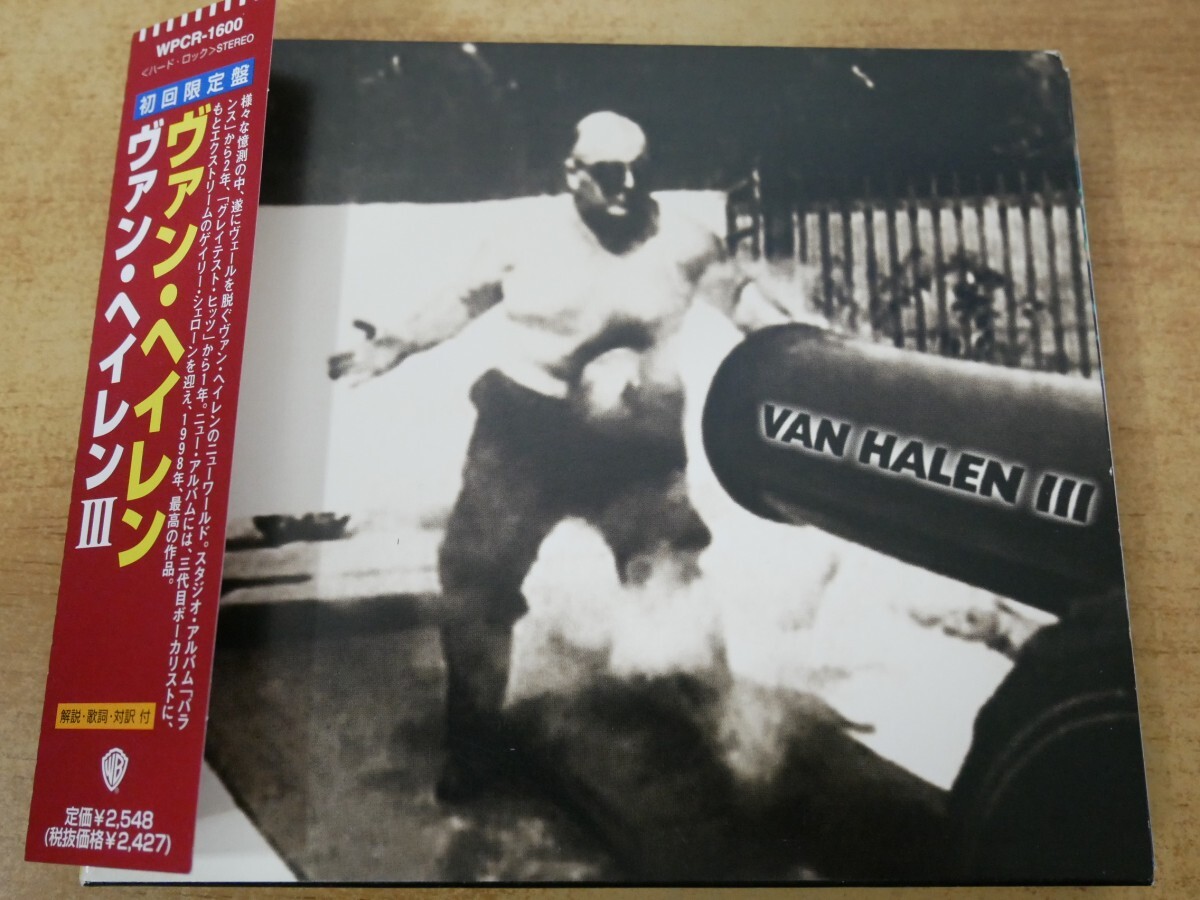 WPCR-1600
<ハード・ロック>STEREO
初回限定盤
ヴァン・ヘイレン
ヴァン・ヘイレンⅢ
様々な憶測の中、遂にヴェールを脱ぐヴァン・ヘイレンのニューワールド。スタジオ・アルバム「バラ
ンス」から2年、「グレイテスト・ヒッツ」から1年。ニュー・アルバムには、三代目ボーカリストに、
もとエクストリームのゲイリー・シェローンを迎え、1998年、最高の作品。
解説・歌詞・対訳 付
WB
定価¥2,548
(税抜価格¥2,427)
VAN HALEN III